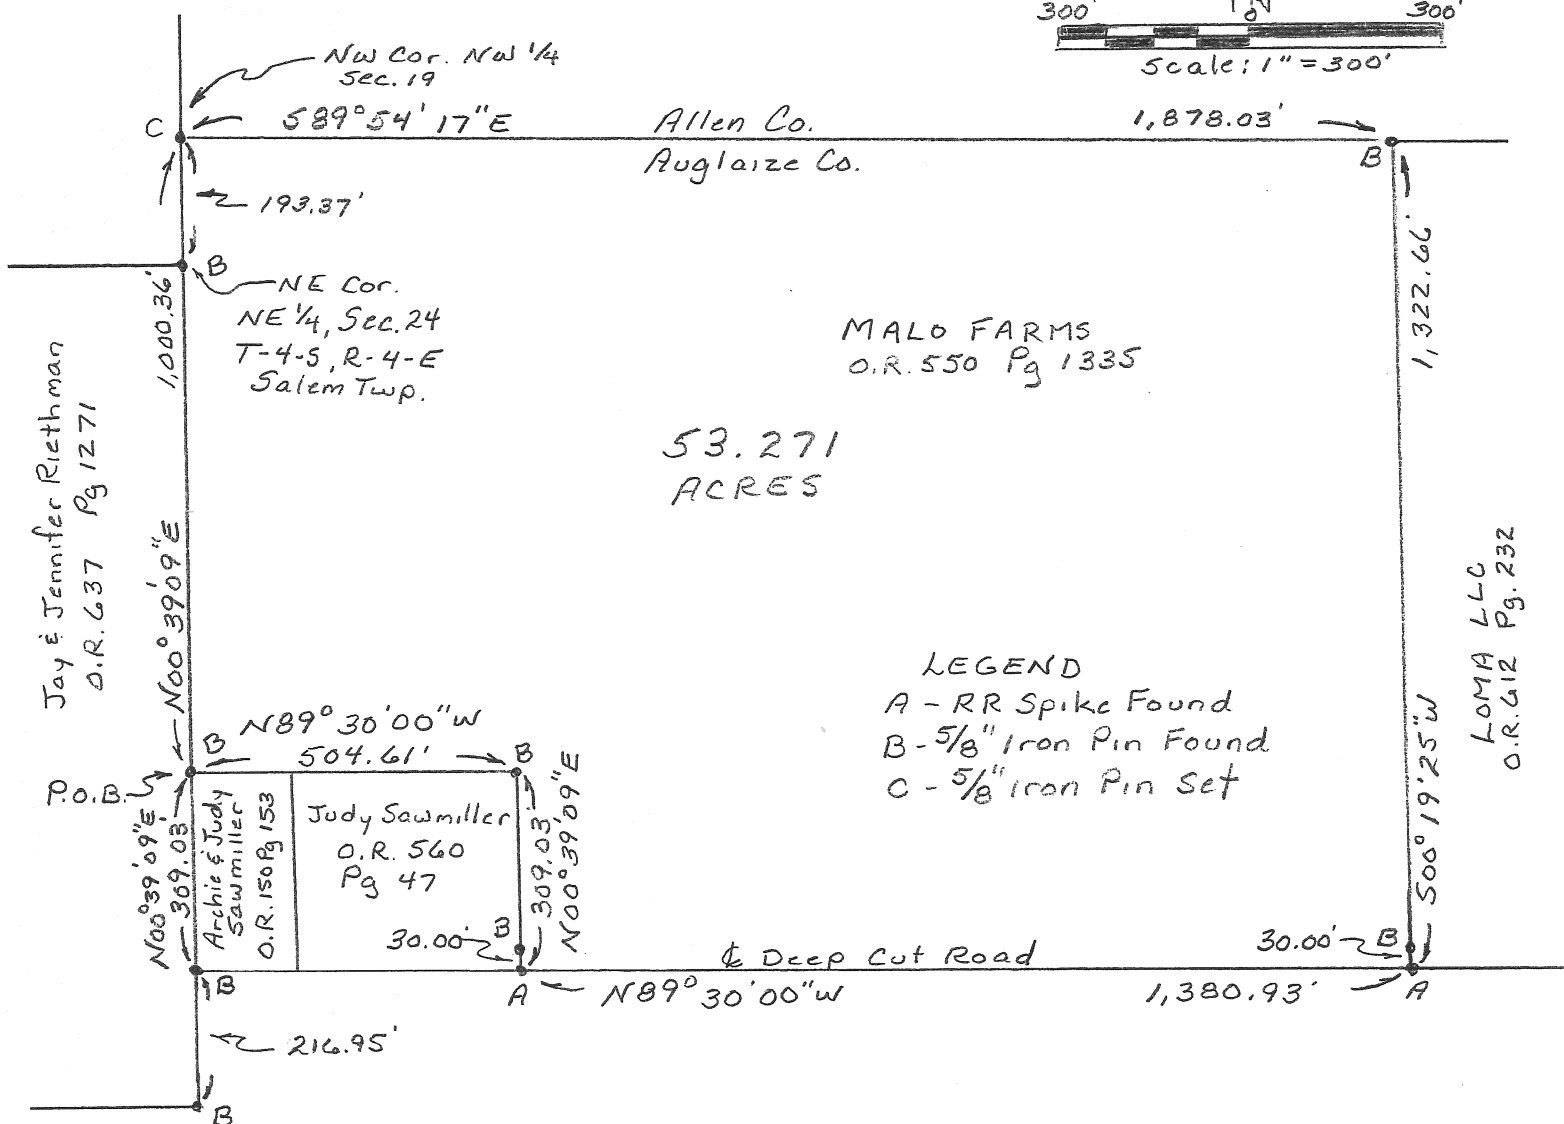 300' 0 300'
Scale: 1" = 300'
NW Cor. NW 1/4
Sec. 19
C
S89° 54' 17" E
Allen Co.
1,878.03'
Auglaize Co.
B
193.37'
B
NE Cor.
NE 1/4, Sec. 24
T-4-S, R-4-E
Salem Twp.
1,000.36'
N00° 39' 09" E
Jay & Jennifer Riethman
O.R. 637 Pg 1271
MALO FARMS
O.R. 550 Pg 1335
53.271
ACRES
1,322.66'
S00° 19' 25" W
LOMA LLC
O.R. 612 Pg. 232
LEGEND
A - RR Spike Found
B - 5/8" Iron Pin Found
C - 5/8" Iron Pin Set
N89° 30' 00" W
B
504.61'
B
P.O.B.
N00° 39' 09" E
309.03'
Archie & Judy
Sawmiller
O.R. 150 Pg 153
Judy Sawmiller
O.R. 560
Pg 47
309.03'
N00° 39' 09" E
30.00'
B
℄ Deep Cut Road
30.00'
B
B
A
N89° 30' 00" W
1,380.93'
A
216.95'
B